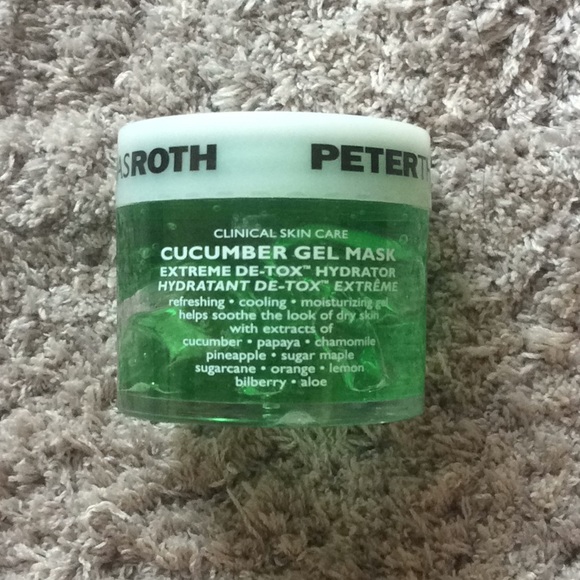 ASROTH PETERT
CLINICAL SKIN CARE
CUCUMBER GEL MASK
EXTREME DE-TOX™ HYDRATOR
HYDRATANT DE-TOX™ EXTRÊME
refreshing • cooling • moisturizing gel
helps soothe the look of dry skin
with extracts of
cucumber • papaya • chamomile
pineapple • sugar maple
sugarcane • orange • lemon
bilberry • aloe